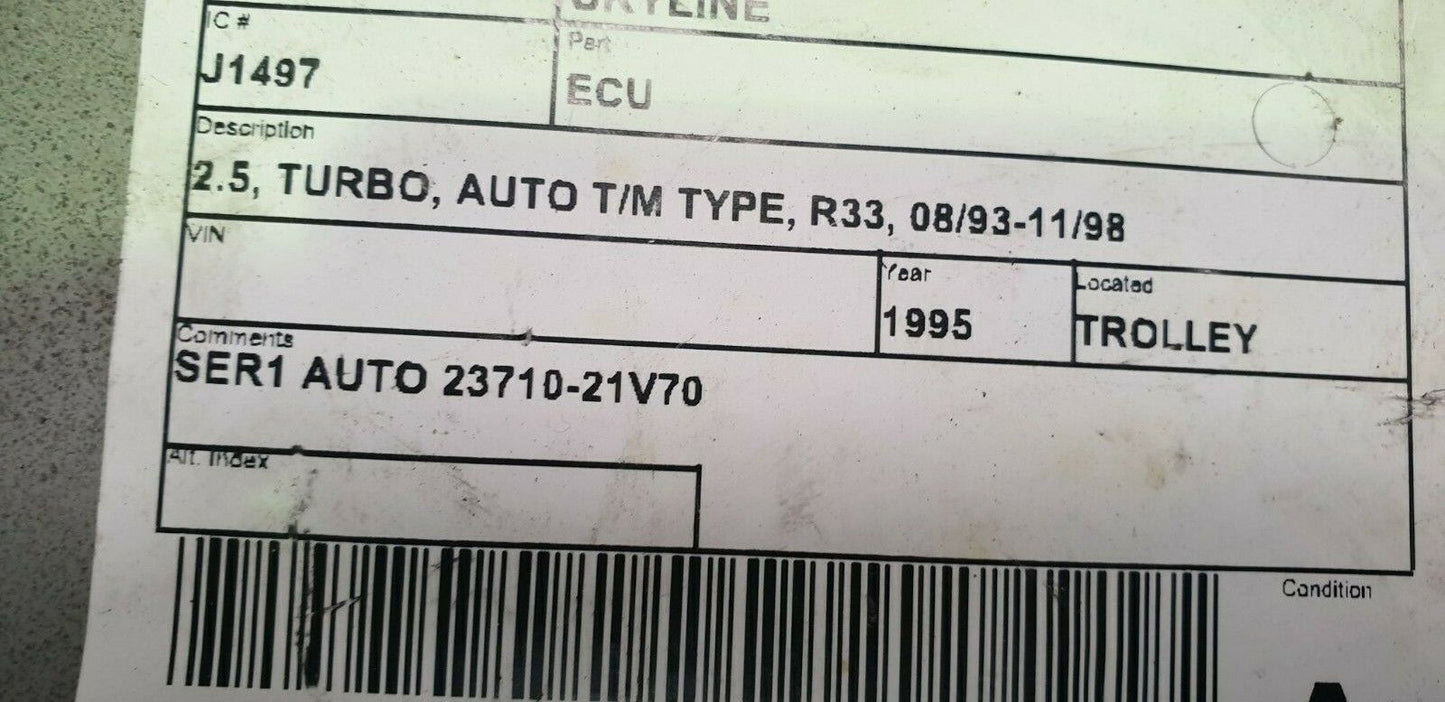 SKYLINE
IC #
Part
J1497
ECU
Description
2.5, TURBO, AUTO T/M TYPE, R33, 08/93-11/98
VIN
Year
Located
1995
TROLLEY
Comments
SER1 AUTO 23710-21V70
Alt. Index
Condition
A